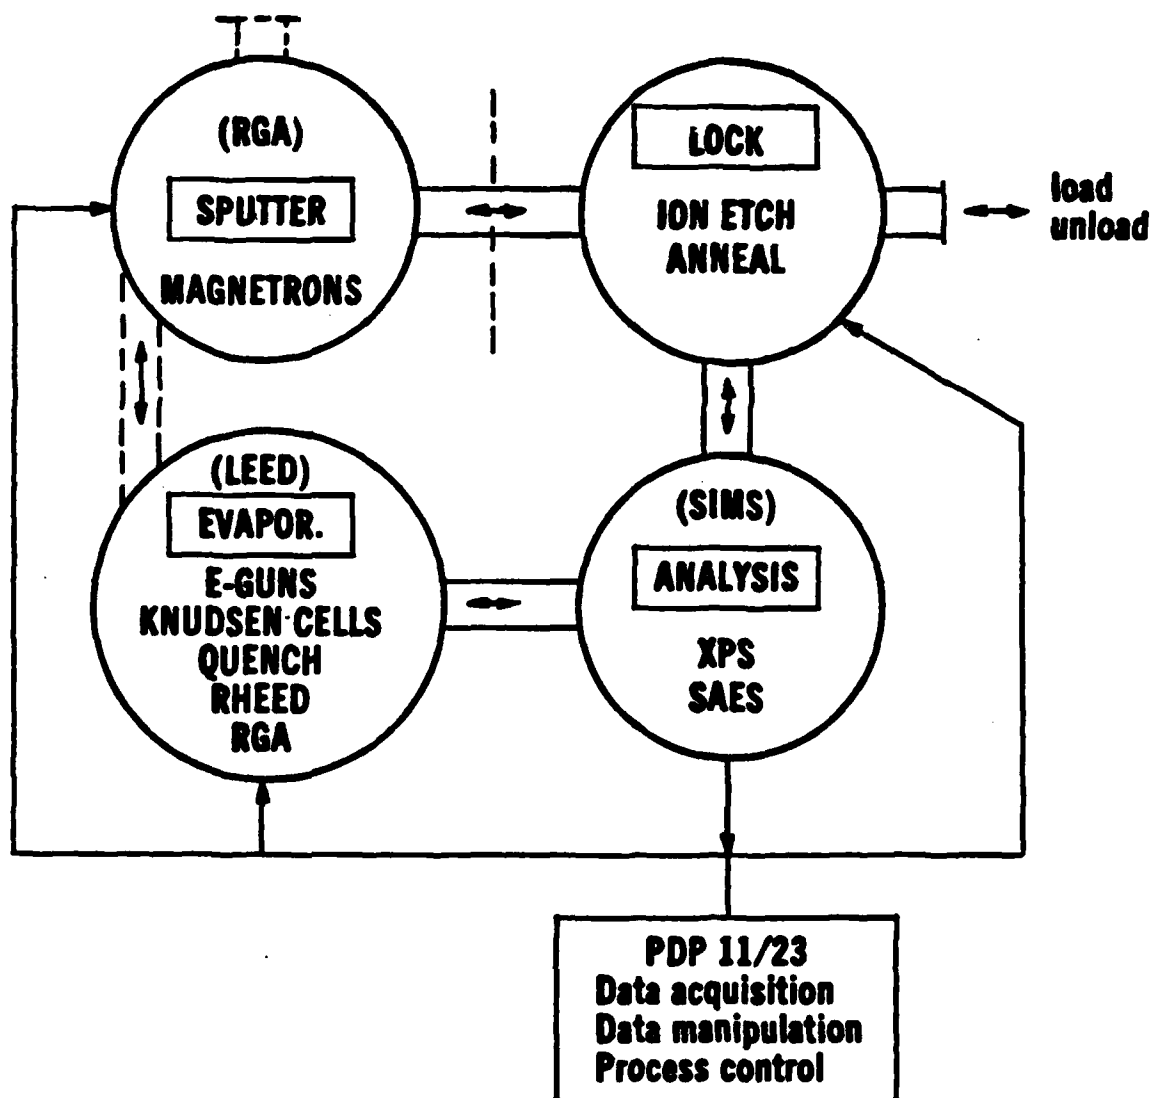 (RGA)
SPUTTER
MAGNETRONS
LOCK
ION ETCH
ANNEAL
load
unload
(LEED)
EVAPOR.
E-GUNS
KNUDSEN CELLS
QUENCH
RHEED
RGA
(SIMS)
ANALYSIS
XPS
SAES
PDP 11/23
Data acquisition
Data manipulation
Process control